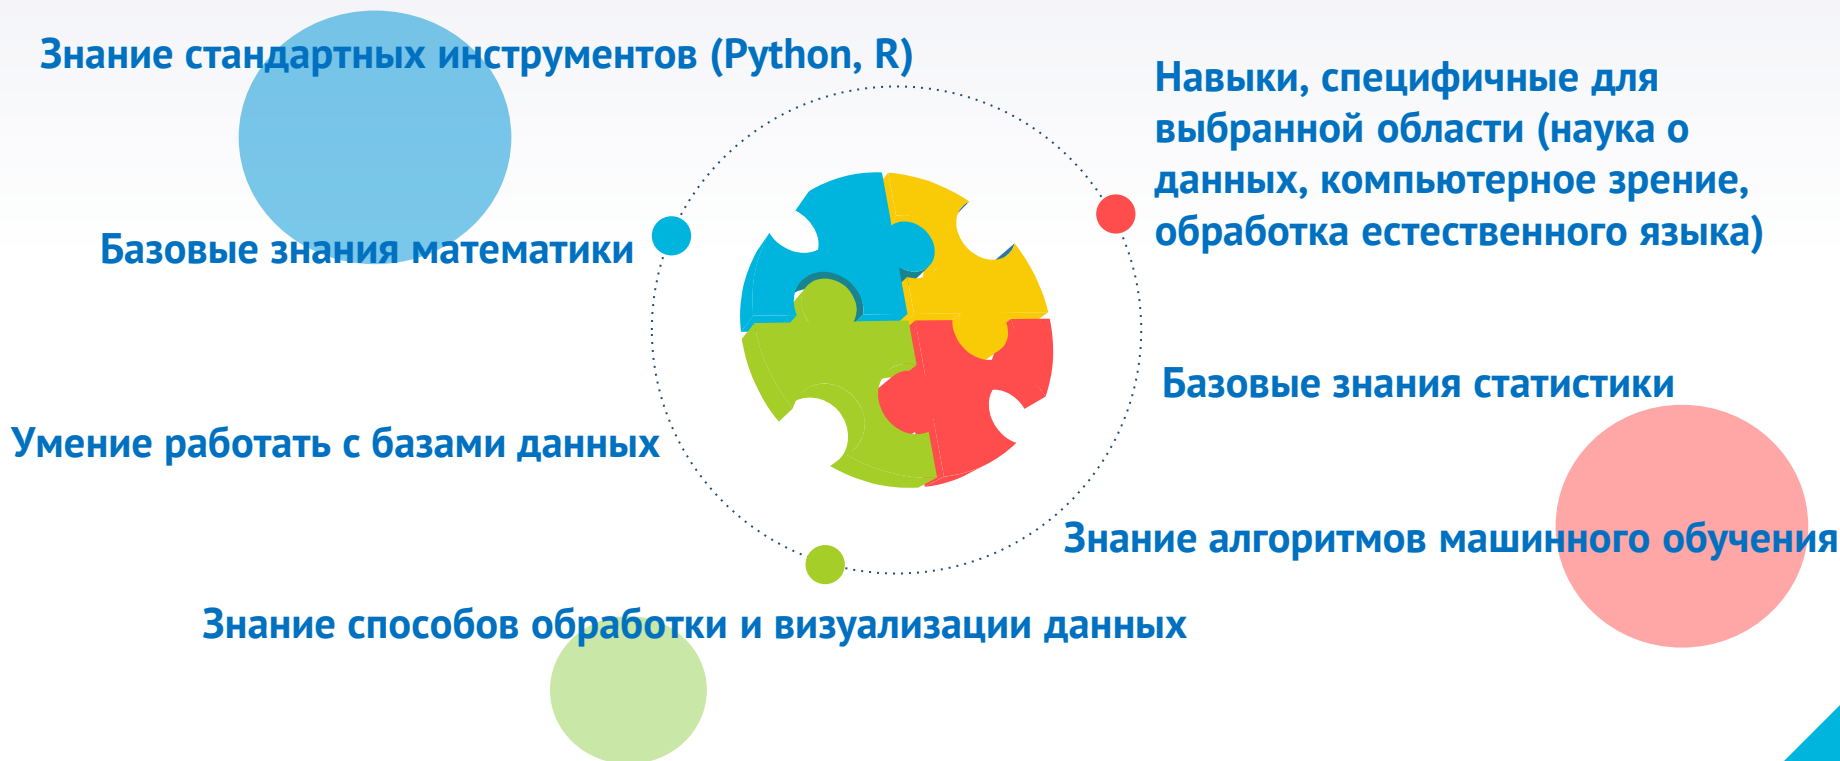 Знание стандартных инструментов (Python, R)
Навыки, специфичные для
выбранной области (наука о
данных, компьютерное зрение,
обработка естественного языка)
Базовые знания математики
Базовые знания статистики
Умение работать с базами данных
Знание алгоритмов машинного обучения
Знание способов обработки и визуализации данных